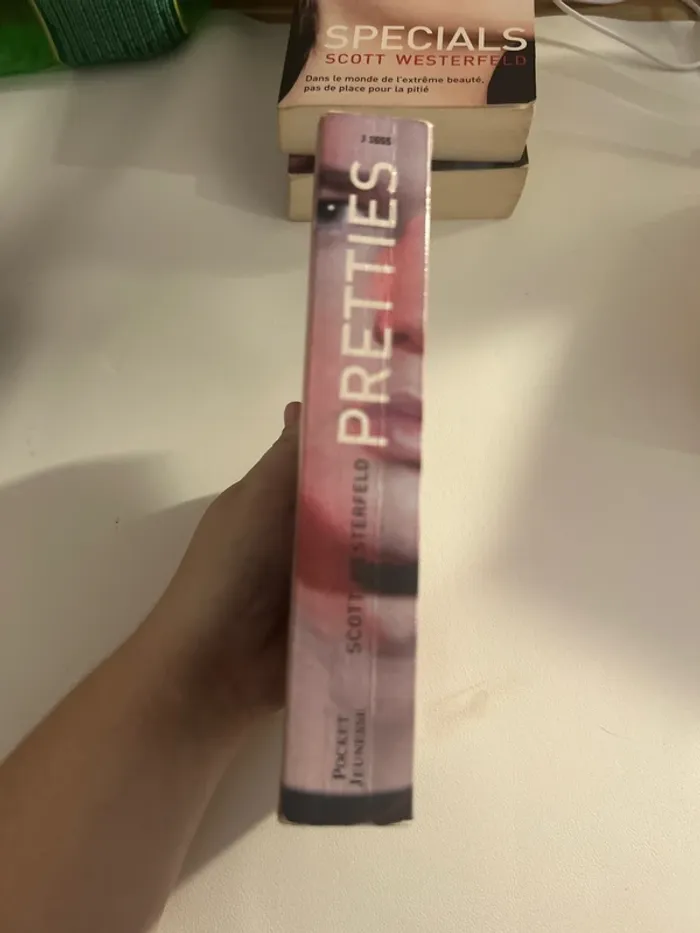 SPECIALS
SCOTT WESTERFELD
Dans le monde de l'extrême beauté,
pas de place pour la pitié
PRETTIES
SCOTT WESTERFELD
POCKET
JEUNESSE